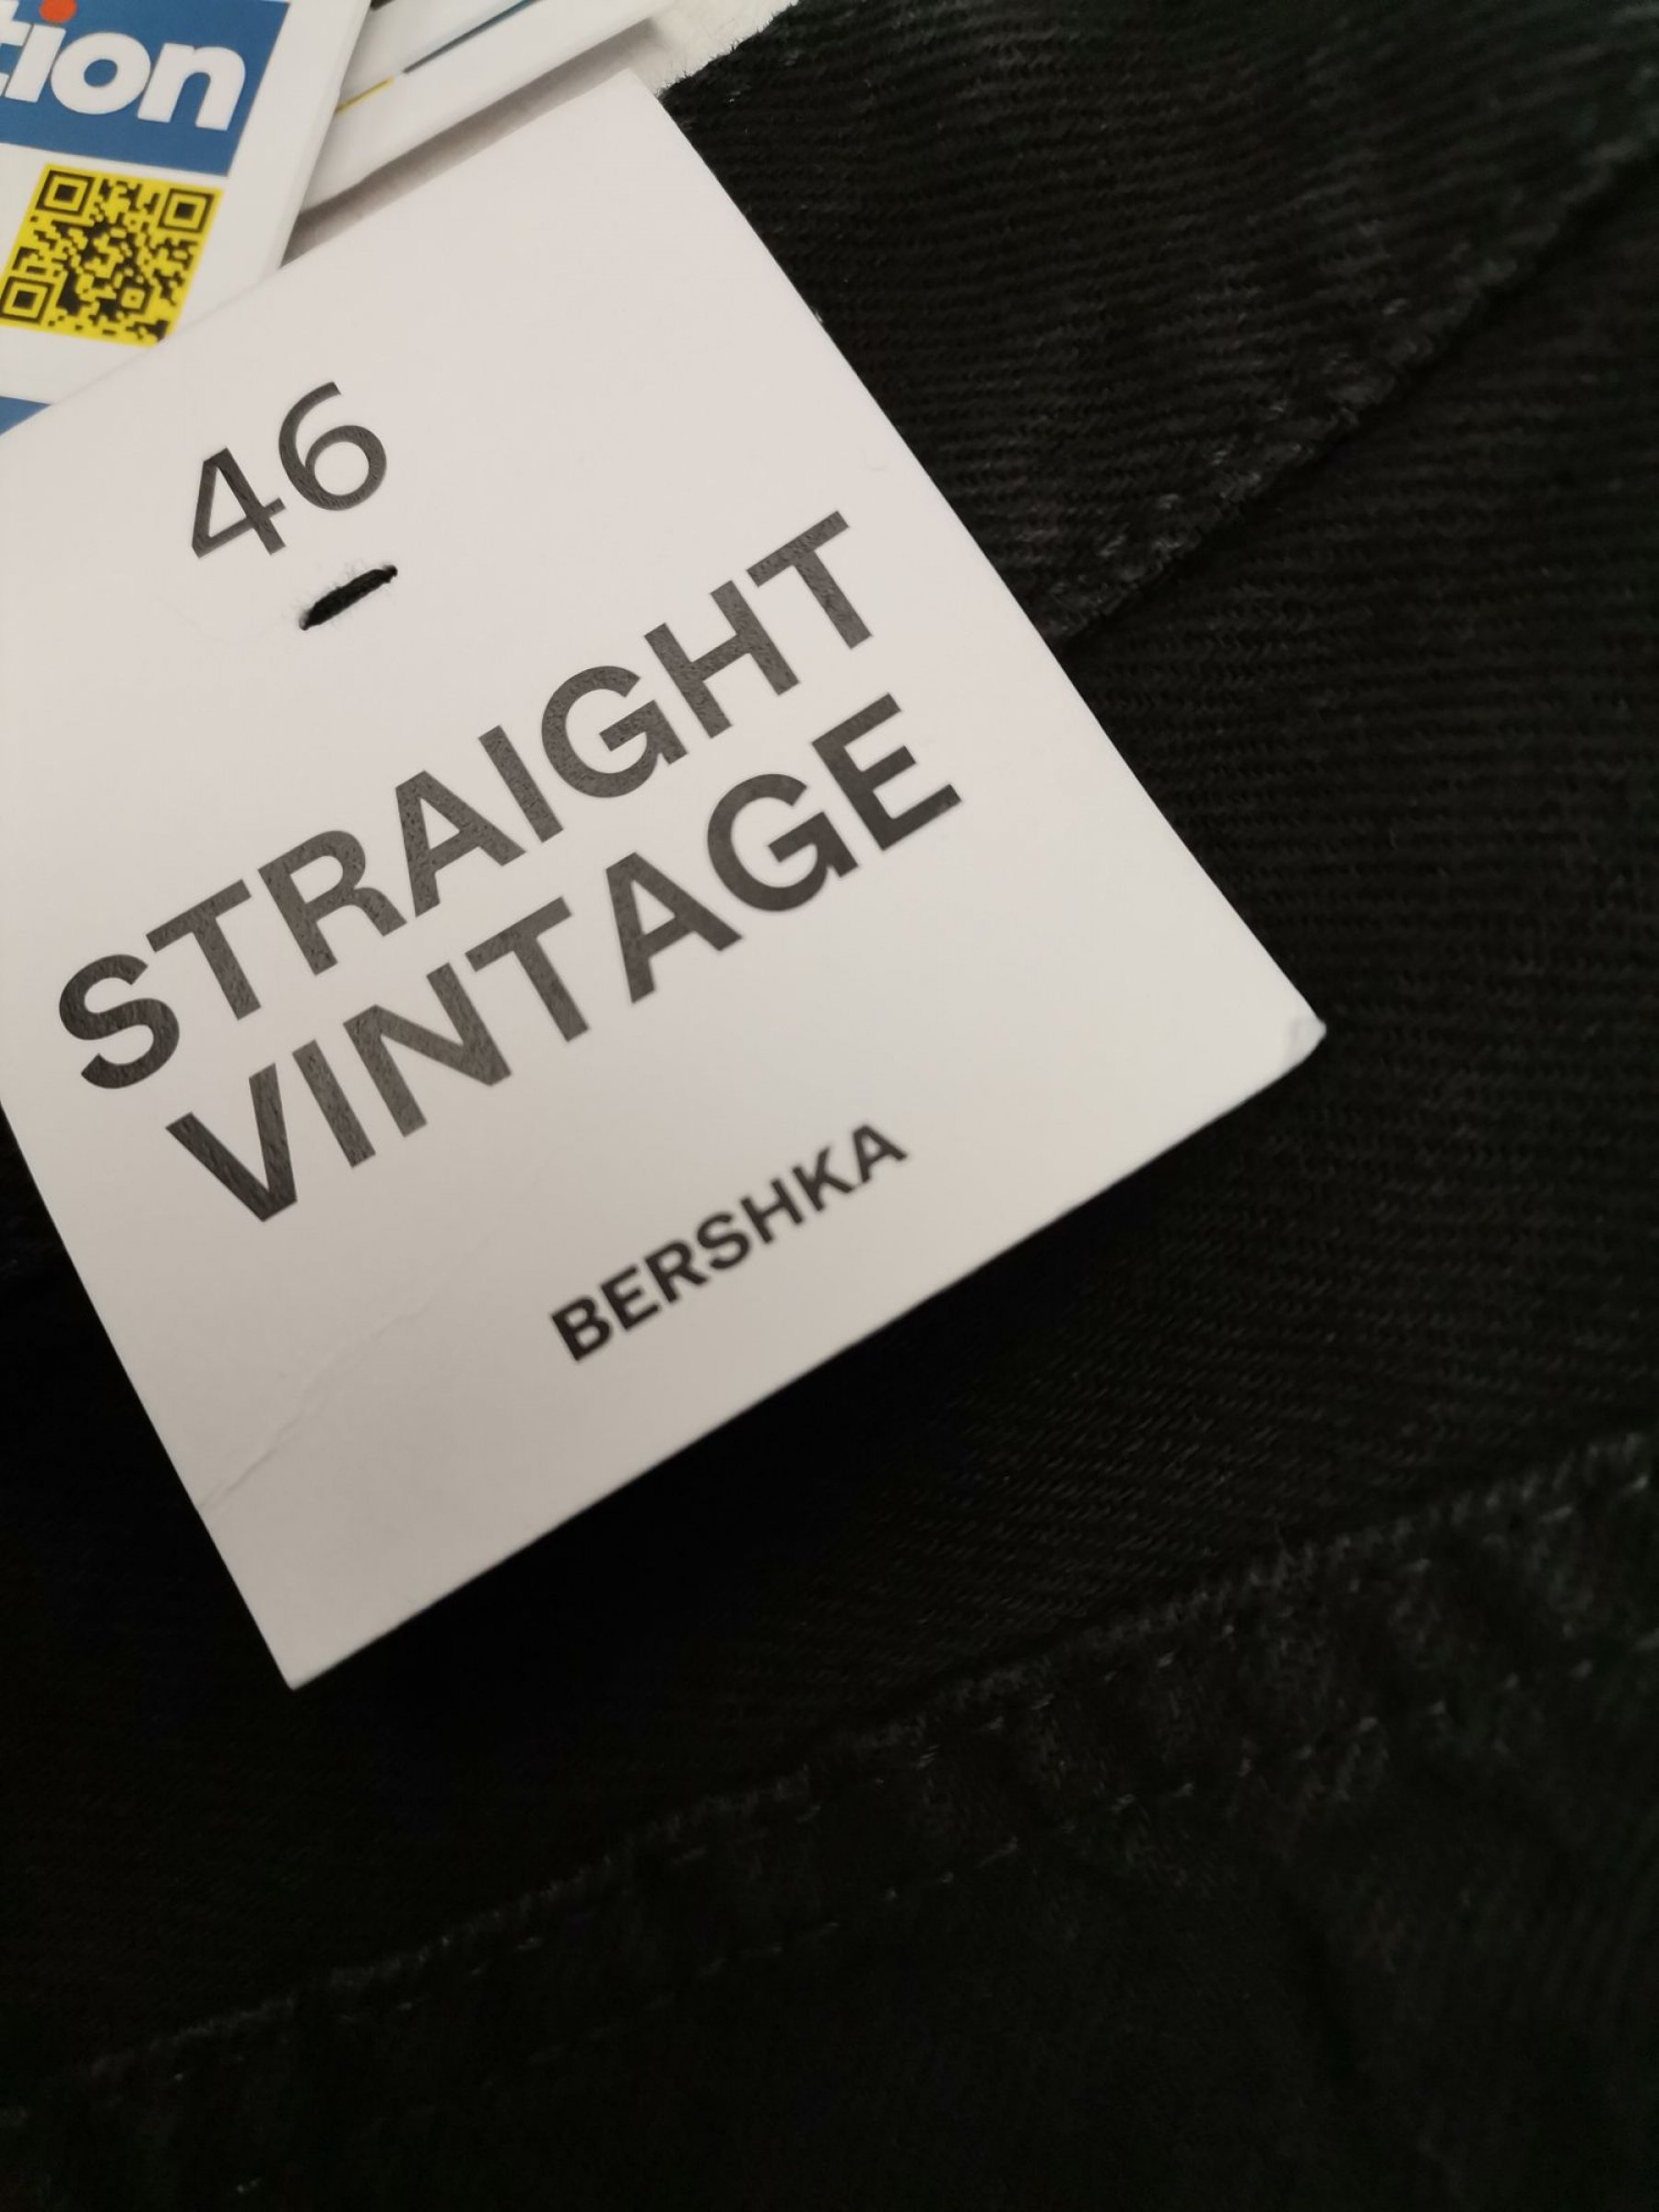 tion
46
STRAIGHT
VINTAGE
BERSHKA